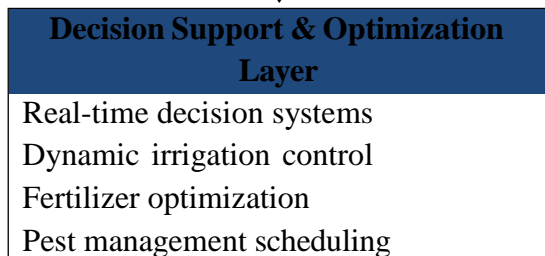 Decision Support & Optimization
Layer
Real-time decision systems
Dynamic irrigation control
Fertilizer optimization
Pest management scheduling